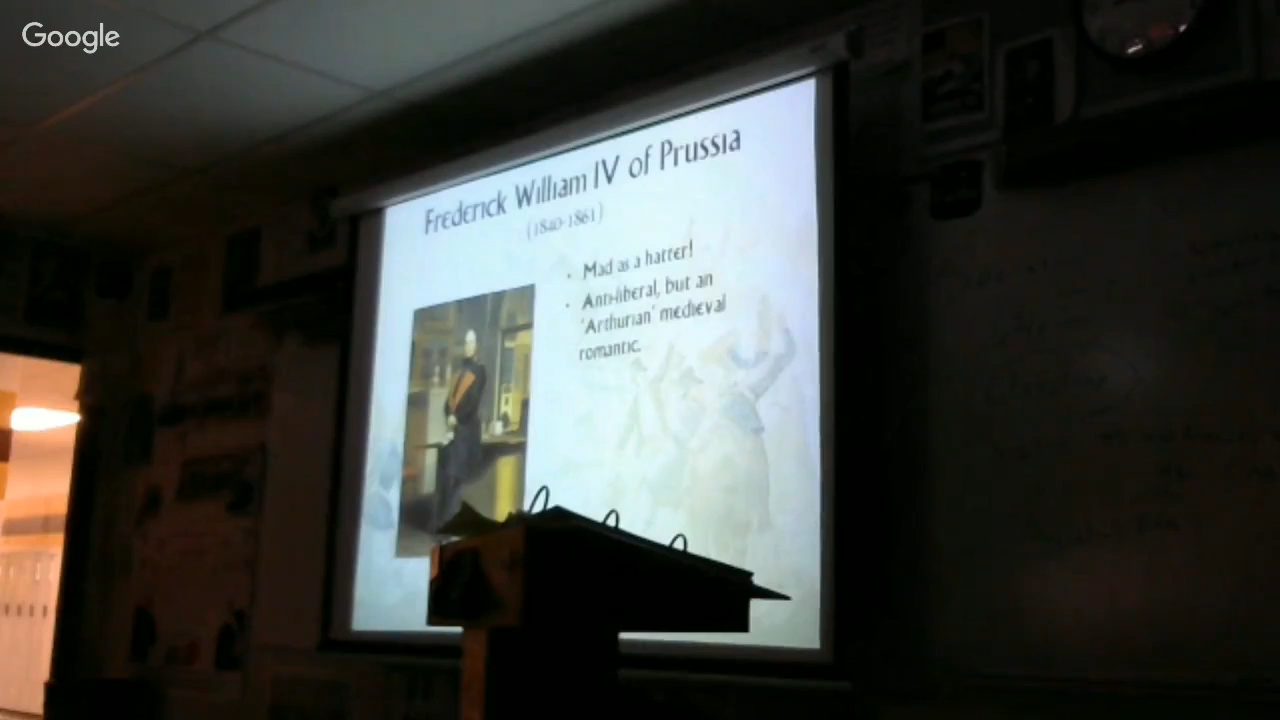 Google
Frederick William IV of Prussia
(1840-1861)
• Mad as a hatter!
• Anti-liberal, but an
'Arthurian' medieval
romantic.